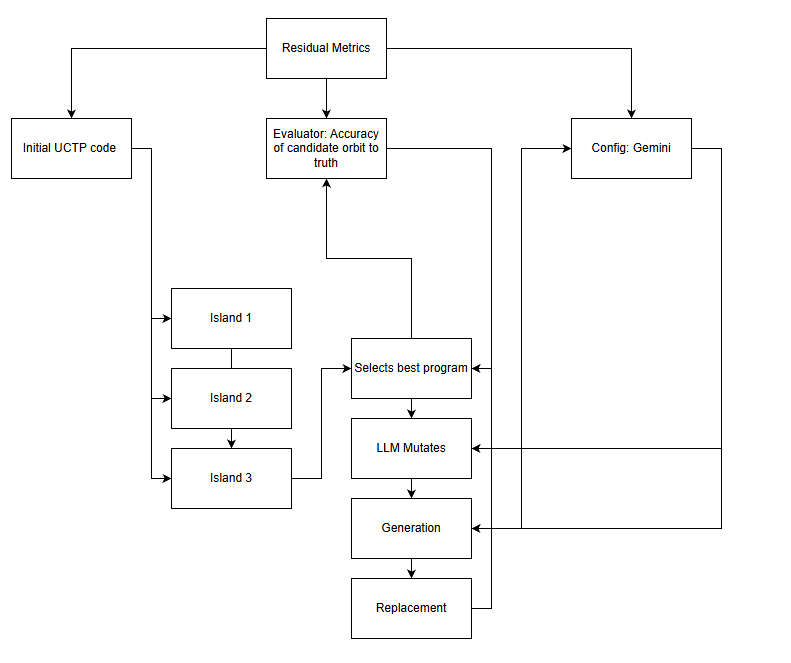 Residual Metrics
Initial UCTP code
Evaluator: Accuracy
of candidate orbit to
truth
Config: Gemini
Island 1
Island 2
Island 3
Selects best program
LLM Mutates
Generation
Replacement